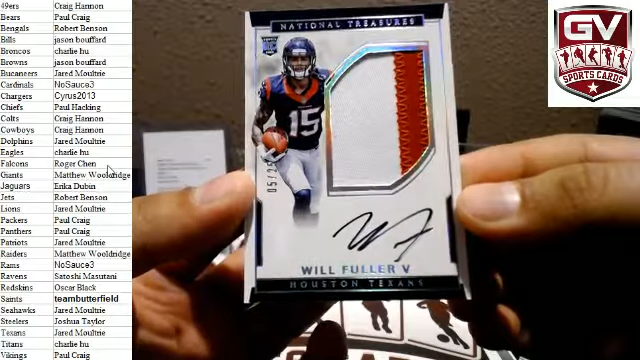 49ers Craig Hannon
Bears Paul Craig
Bengals Robert Benson
Bills jason bouffard
Broncos charlie hu
Browns jason bouffard
Bucaneers Jared Moultrie
Cardinals NoSauce3
Chargers Cyrus2013
Chiefs Paul Hacking
Colts Craig Hannon
Cowboys Craig Hannon
Dolphins Jared Moultrie
Eagles charlie hu
Falcons Roger Chen
Giants Matthew Wooldridge
Jaguars Erika Dubin
Jets Robert Benson
Lions Jared Moultrie
Packers Paul Craig
Panthers Paul Craig
Patriots Jared Moultrie
Raiders Matthew Wooldridge
Rams NoSauce3
Ravens Satoshi Masutani
Redskins Oscar Black
Saints teambutterfield
Seahawks Jared Moultrie
Steelers Joshua Taylor
Texans Jared Moultrie
Titans charlie hu
Vikings Paul Craig
NATIONAL TREASURES
15
WILL FULLER V
HOUSTON TEXANS
GV
SPORTS CARDS